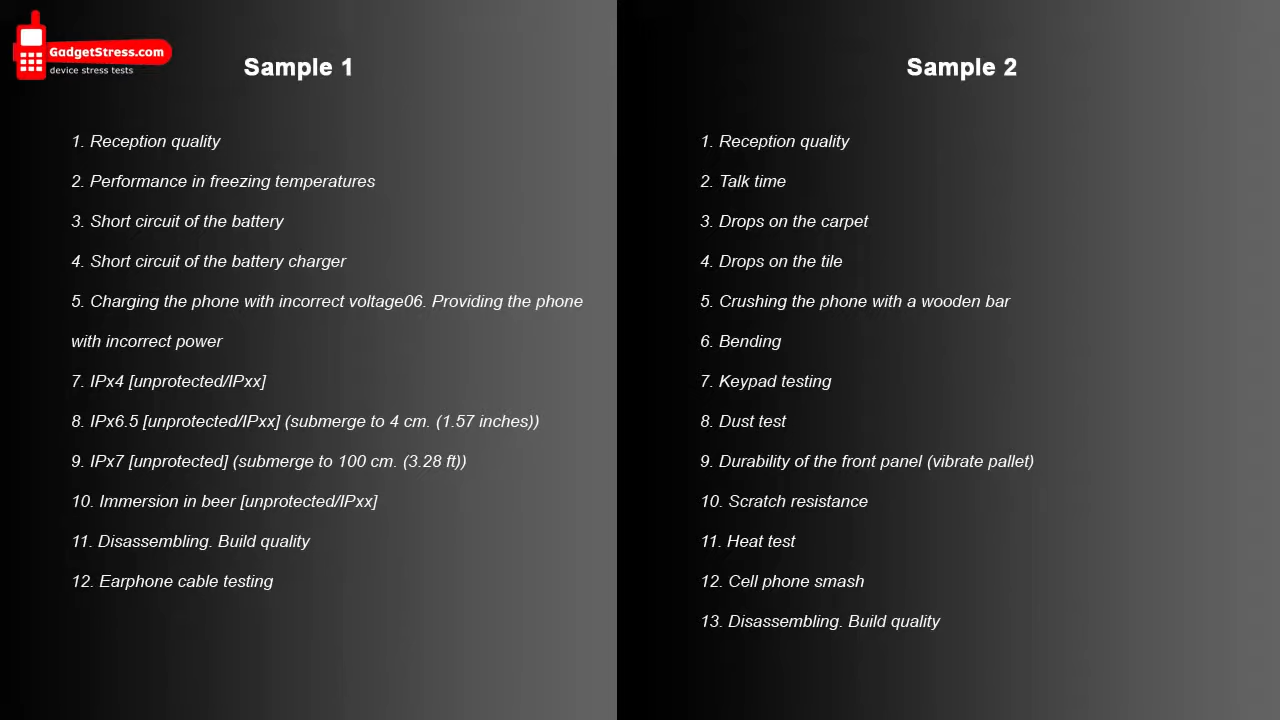 GadgetStress.com
device stress tests
Sample 1
1. Reception quality
2. Performance in freezing temperatures
3. Short circuit of the battery
4. Short circuit of the battery charger
5. Charging the phone with incorrect voltage06. Providing the phone
with incorrect power
7. IPx4 [unprotected/IPxx]
8. IPx6.5 [unprotected/IPxx] (submerge to 4 cm. (1.57 inches))
9. IPx7 [unprotected] (submerge to 100 cm. (3.28 ft))
10. Immersion in beer [unprotected/IPxx]
11. Disassembling. Build quality
12. Earphone cable testing
Sample 2
1. Reception quality
2. Talk time
3. Drops on the carpet
4. Drops on the tile
5. Crushing the phone with a wooden bar
6. Bending
7. Keypad testing
8. Dust test
9. Durability of the front panel (vibrate pallet)
10. Scratch resistance
11. Heat test
12. Cell phone smash
13. Disassembling. Build quality